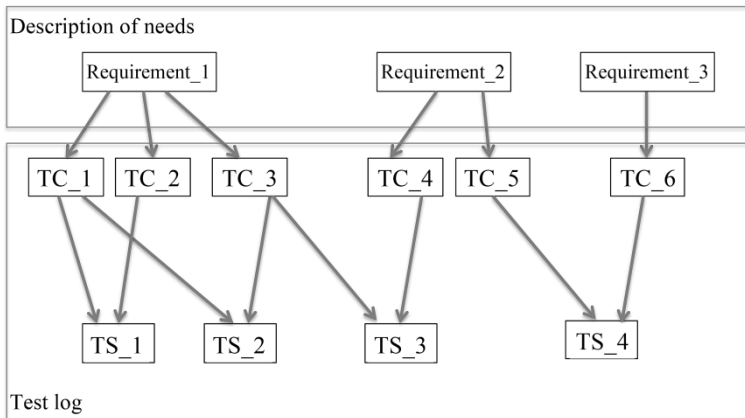 Description of needs
Requirement_1
Requirement_2
Requirement_3
TC_1
TC_2
TC_3
TC_4
TC_5
TC_6
TS_1
TS_2
TS_3
TS_4
Test log